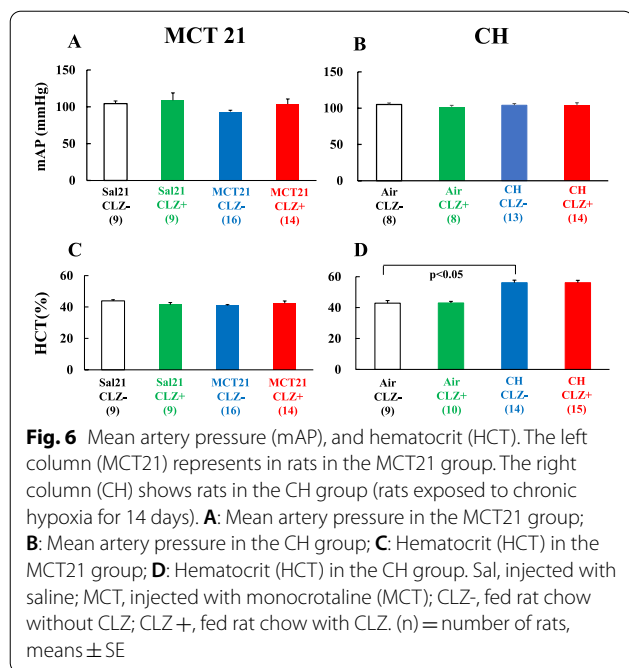 MCT 21
CH
A
B
mAP (mmHg)
150
100
50
0
150
100
50
0
Sal21 Sal21 MCT21 MCT21
CLZ- CLZ+ CLZ- CLZ+
(9) (9) (16) (14)
Air Air CH CH
CLZ- CLZ+ CLZ- CLZ+
(8) (8) (13) (14)
C
D
HCT(%)
60
40
20
0
60
40
20
0
p<0.05
Sal21 Sal21 MCT21 MCT21
CLZ- CLZ+ CLZ- CLZ+
(9) (9) (16) (14)
Air Air CH CH
CLZ- CLZ+ CLZ- CLZ+
(9) (10) (14) (15)
Fig. 6 Mean artery pressure (mAP), and hematocrit (HCT). The left
column (MCT21) represents in rats in the MCT21 group. The right
column (CH) shows rats in the CH group (rats exposed to chronic
hypoxia for 14 days). A: Mean artery pressure in the MCT21 group;
B: Mean artery pressure in the CH group; C: Hematocrit (HCT) in the
MCT21 group; D: Hematocrit (HCT) in the CH group. Sal, injected with
saline; MCT, injected with monocrotaline (MCT); CLZ-, fed rat chow
without CLZ; CLZ +, fed rat chow with CLZ. (n) = number of rats,
means ± SE